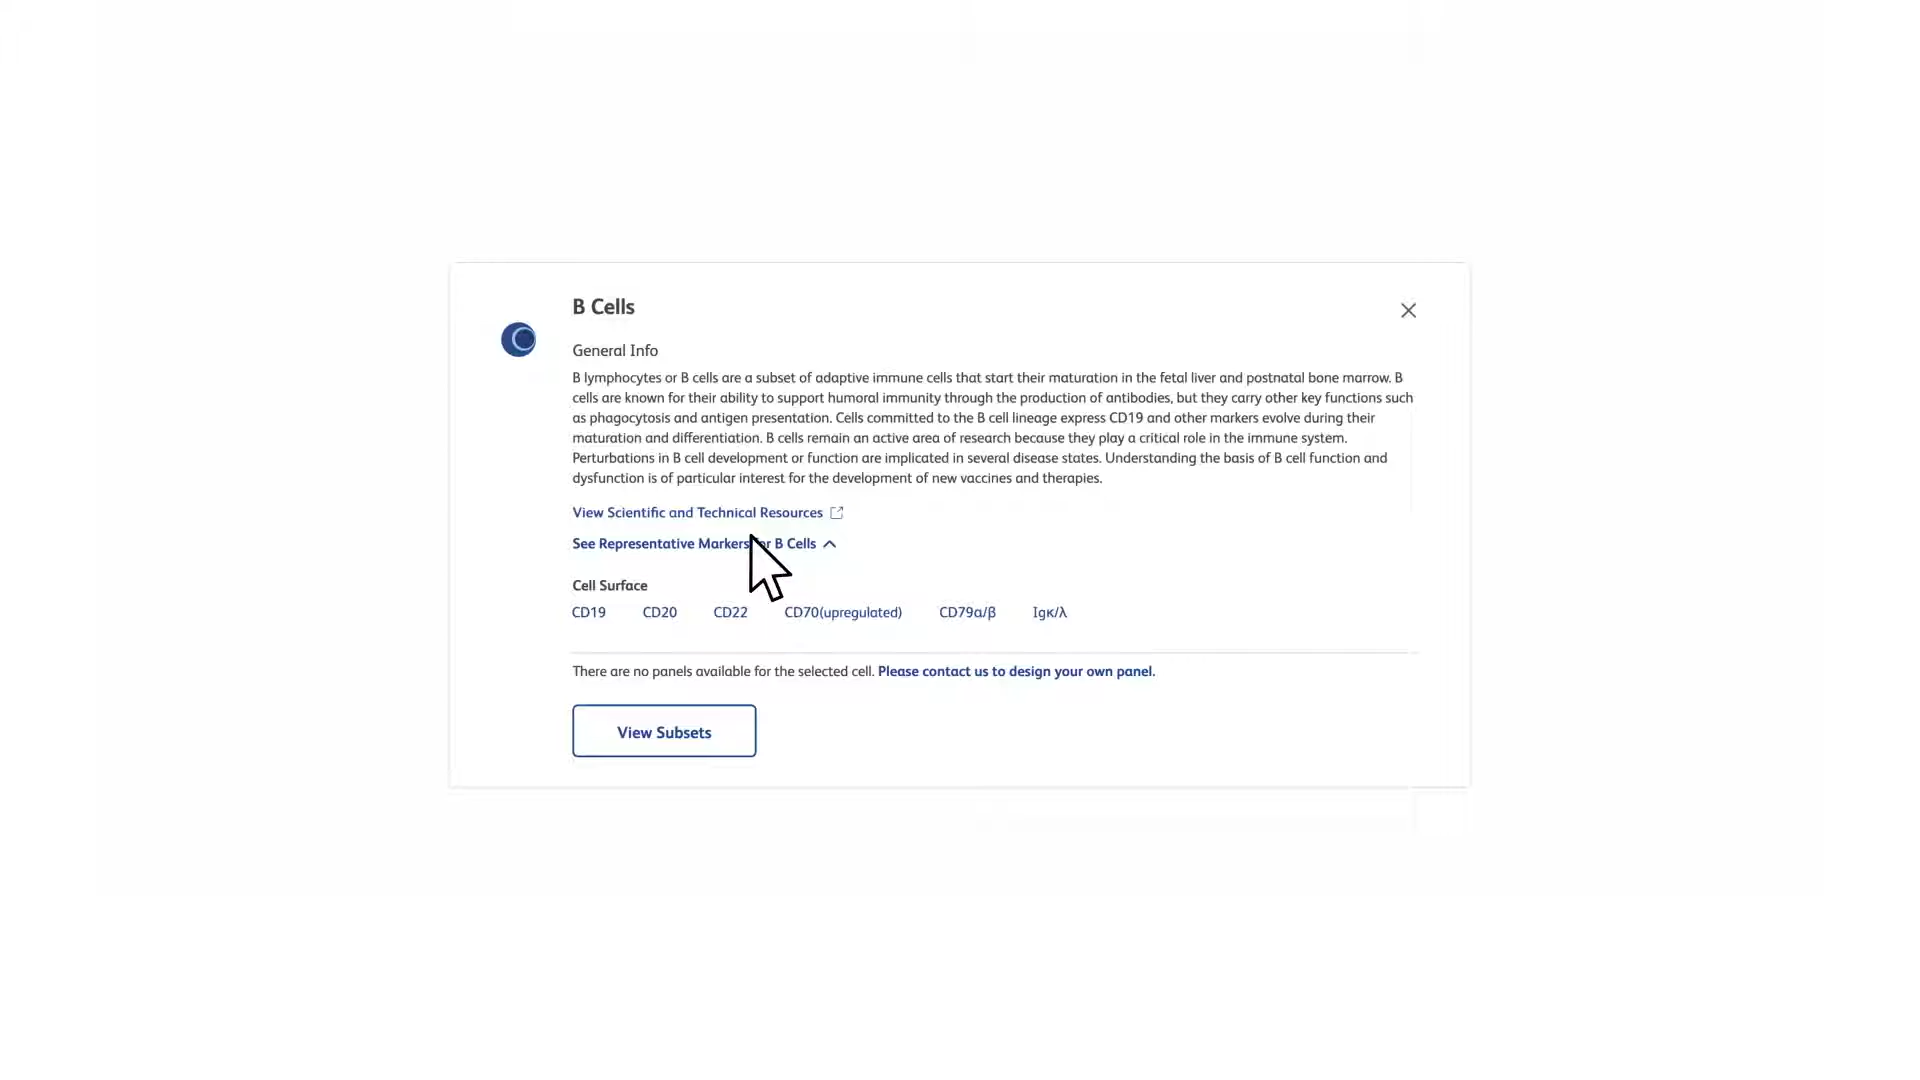 B Cells
General Info
B lymphocytes or B cells are a subset of adaptive immune cells that start their maturation in the fetal liver and postnatal bone marrow. B
cells are known for their ability to support humoral immunity through the production of antibodies, but they carry other key functions such
as phagocytosis and antigen presentation. Cells committed to the B cell lineage express CD19 and other markers evolve during their
maturation and differentiation. B cells remain an active area of research because they play a critical role in the immune system.
Perturbations in B cell development or function are implicated in several disease states. Understanding the basis of B cell function and
dysfunction is of particular interest for the development of new vaccines and therapies.
View Scientific and Technical Resources
See Representative Markers B Cells
Cell Surface
CD19 CD20 CD22 CD70(upregulated) CD79α/β Igκ/λ
There are no panels available for the selected cell. Please contact us to design your own panel.
View Subsets